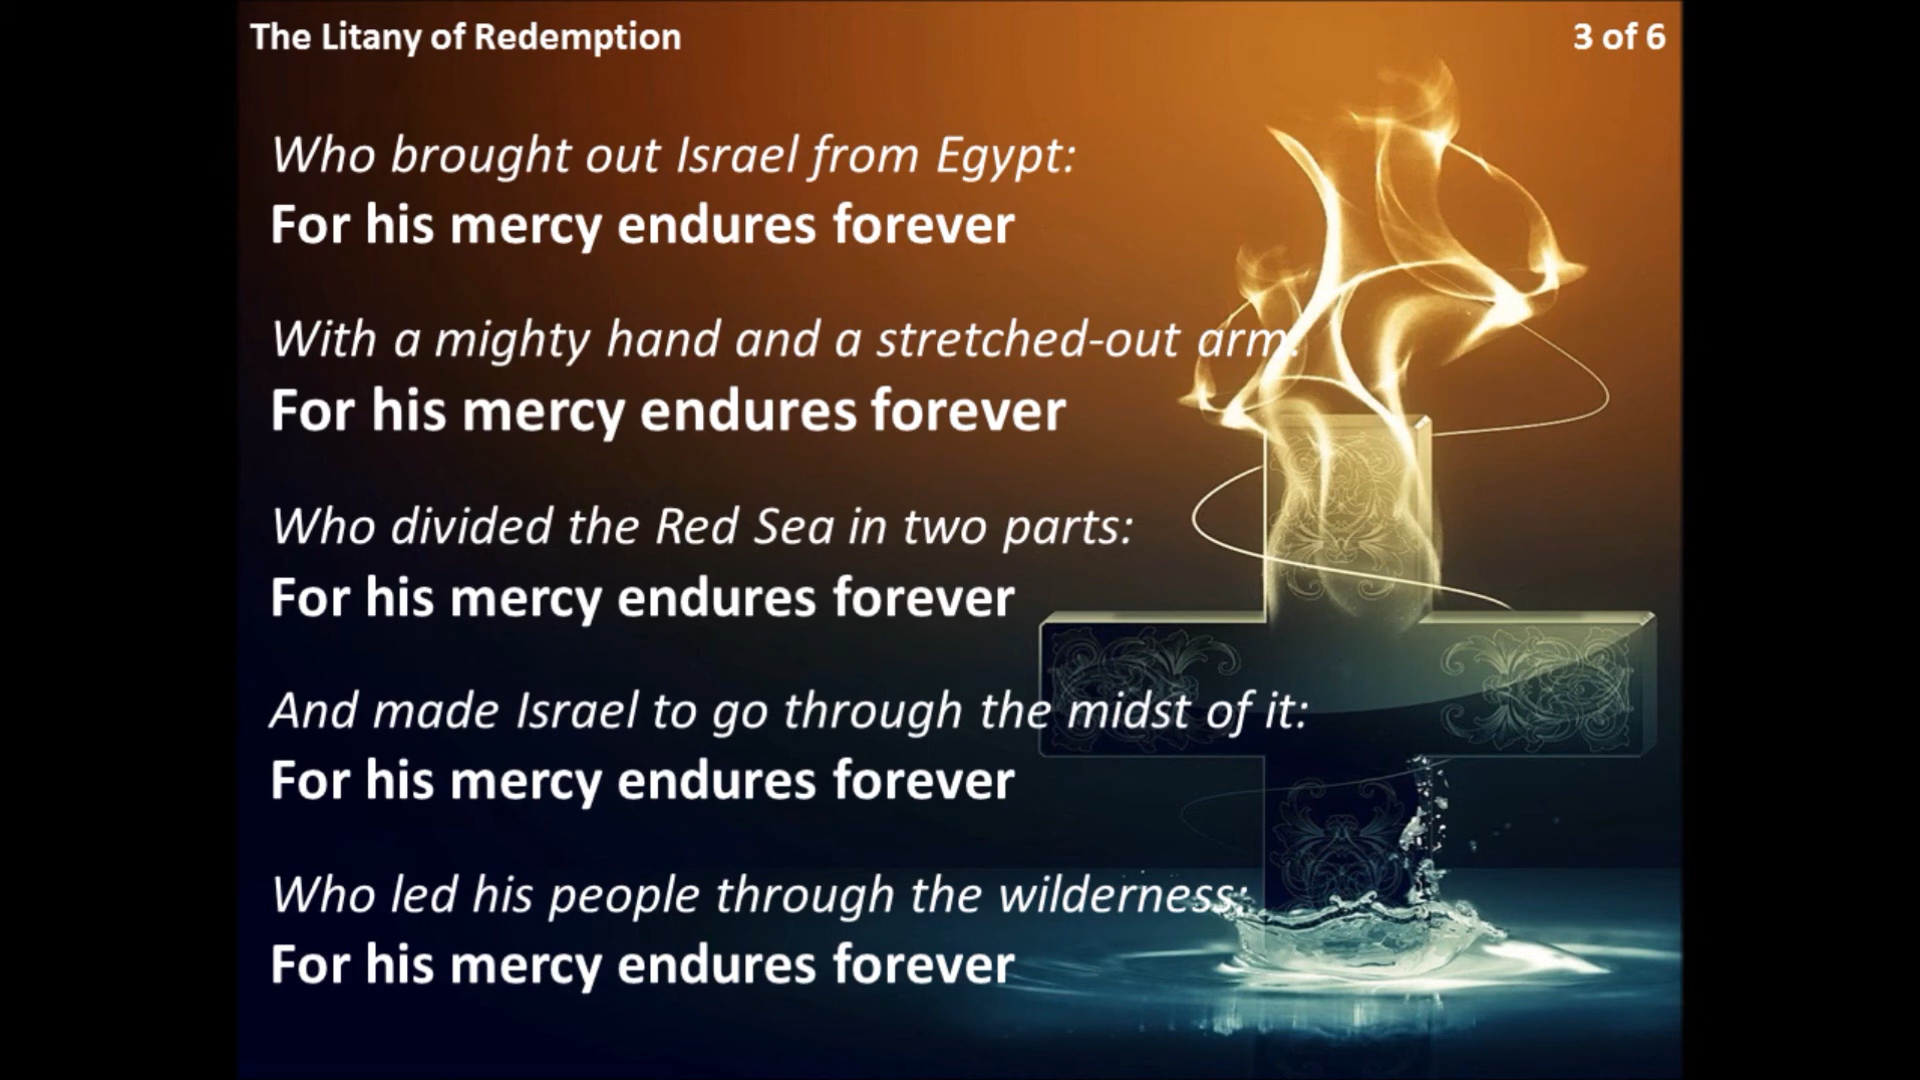 The Litany of Redemption
3 of 6
Who brought out Israel from Egypt:
For his mercy endures forever
With a mighty hand and a stretched-out arm:
For his mercy endures forever
Who divided the Red Sea in two parts:
For his mercy endures forever
And made Israel to go through the midst of it:
For his mercy endures forever
Who led his people through the wilderness:
For his mercy endures forever